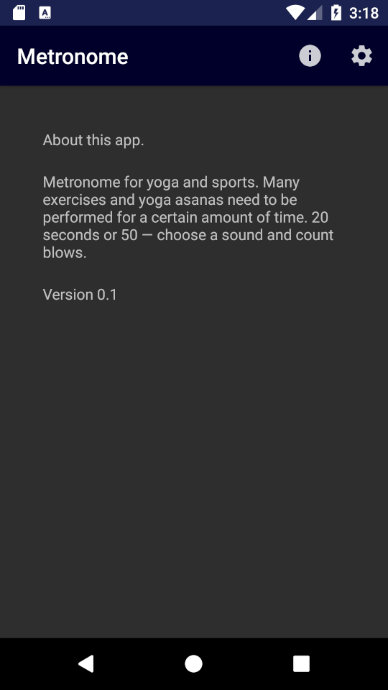 3:18
Metronome
About this app.
Metronome for yoga and sports. Many
exercises and yoga asanas need to be
performed for a certain amount of time. 20
seconds or 50 — choose a sound and count
blows.
Version 0.1